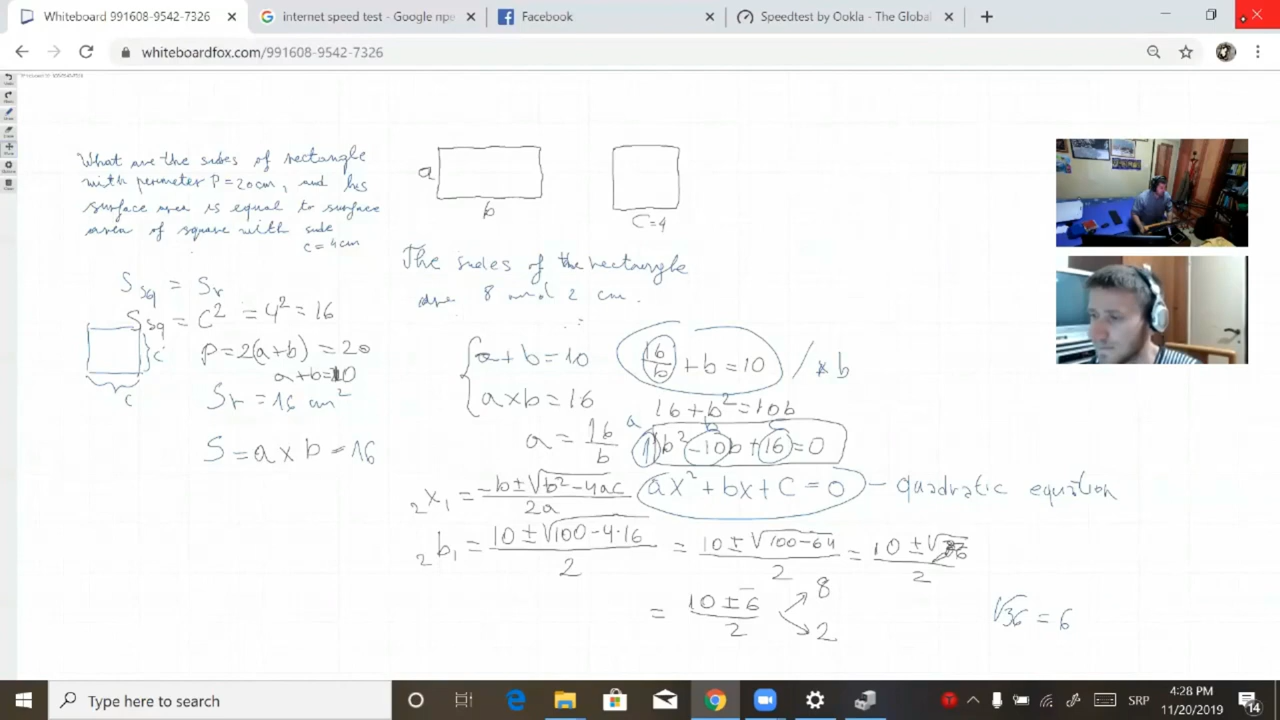 Whiteboard 991608-9542-7326
internet speed test - Google пре
Facebook
Speedtest by Ookla - The Global
whiteboardfox.com/991608-9542-7326
What are the sides of rectangle
with perimeter P=20cm, and his
surface area is equal to surface
area of square with side
c=4cm
a
b
C=4
The sides of the rectangle
are 8 and 2 cm.
S sq = Sr
S sq = C² = 4² = 16
c
c
P=2(a+b)=20
a+b=10
Sr=16 cm²
S=a×b=16
a+b=10
a×b=16
a=16/b
16/b+b=10 /×b
16+b²=10b
a b c
1b²-10b+16=0
2x1=(-b±√b²-4ac)/2a
ax²+bx+c=0 - quadratic equation
2b1=(10±√100-4·16)/2=(10±√100-64)/2=(10±√36)/2
=(10±6)/2 8
2
√36=6
Type here to search
SRP
4:28 PM
11/20/2019
14